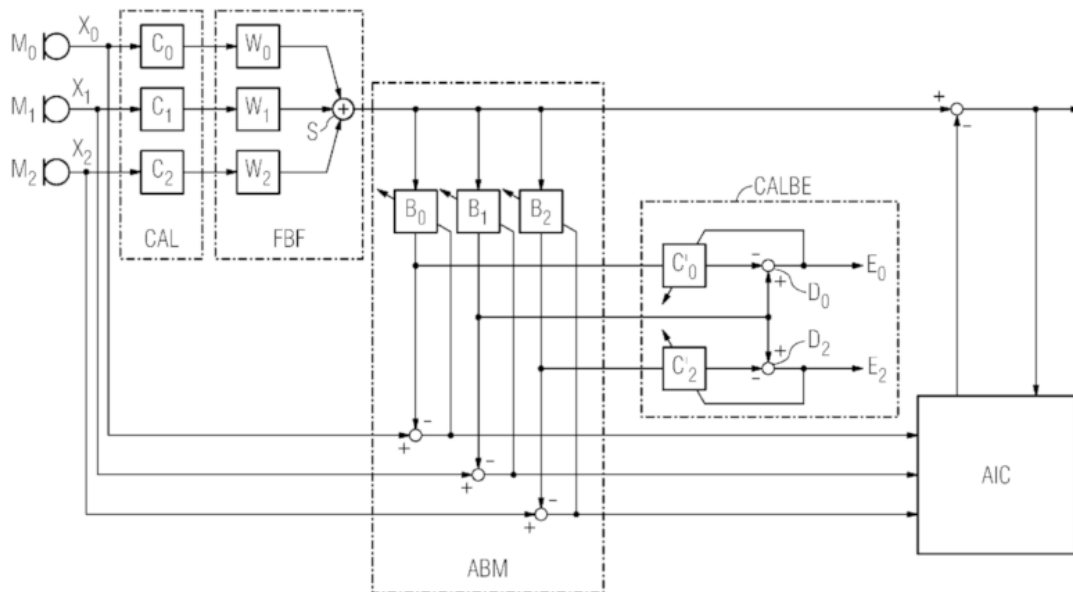 M0 X0 C0 W0
M1 X1 C1 W1
S +
M2 X2 C2 W2
CAL FBF
B0 B1 B2
CALBE
C'0 - + D0 E0
C'2 + - D2 E2
+ -
- +
- +
- +
AIC
ABM